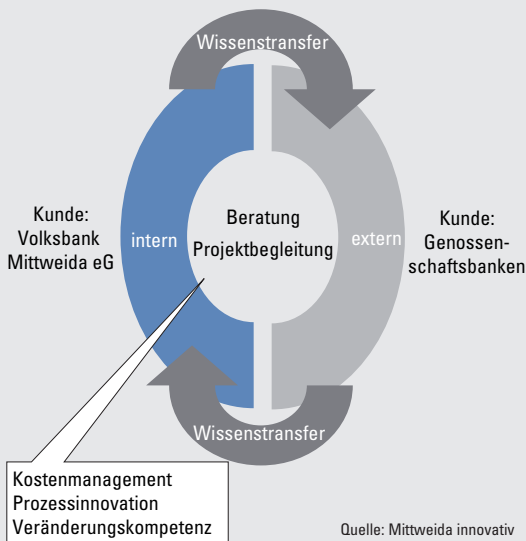 Wissenstransfer
Kunde:
Volksbank
Mittweida eG
intern
Beratung
Projektbegleitung
extern
Kunde:
Genossen-
schaftsbanken
Wissenstransfer
Kostenmanagement
Prozessinnovation
Veränderungskompetenz
Quelle: Mittweida innovativ